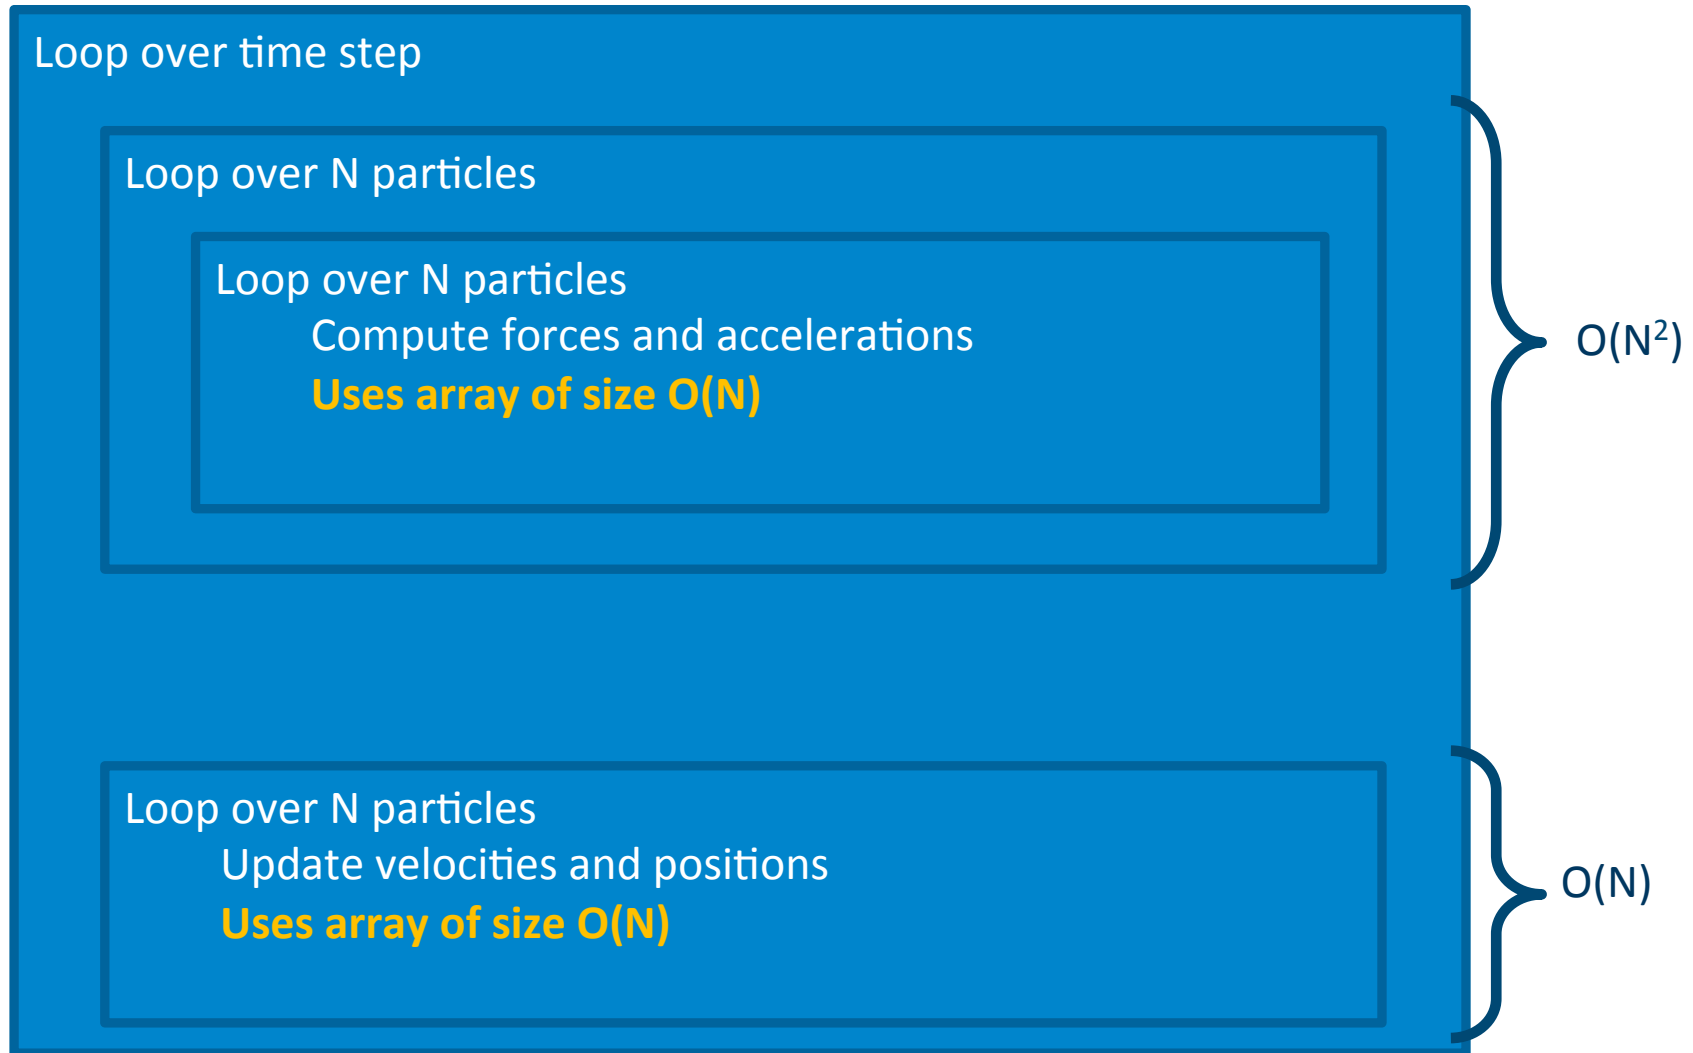 Loop over time step
Loop over N particles
Loop over N particles
Compute forces and accelerations
Uses array of size O(N)
O(N²)
Loop over N particles
Update velocities and positions
Uses array of size O(N)
O(N)